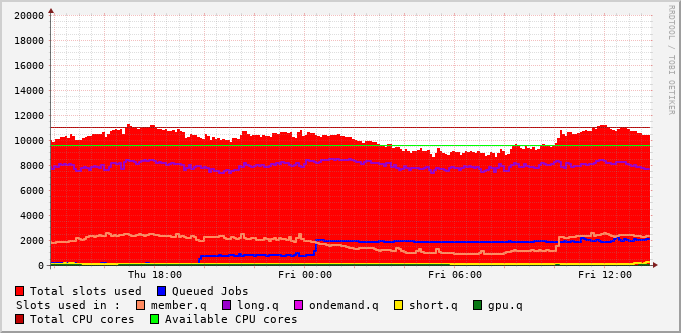 RRDTOOL / TOBI OETIKER
20000
18000
16000
14000
12000
10000
8000
6000
4000
2000
0
Thu 18:00 Fri 00:00 Fri 06:00 Fri 12:00
Total slots used Queued Jobs
Slots used in : member.q long.q ondemand.q short.q gpu.q
Total CPU cores Available CPU cores